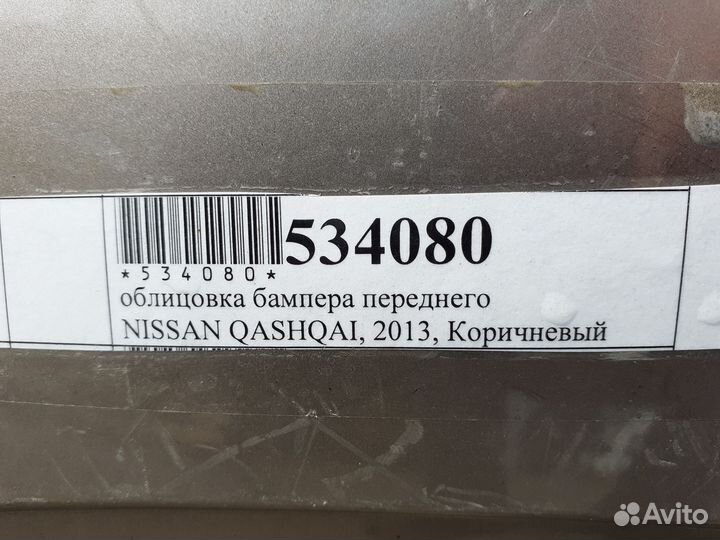 534080
*534080*
облицовка бампера переднего
NISSAN QASHQAI, 2013, Коричневый
Avito